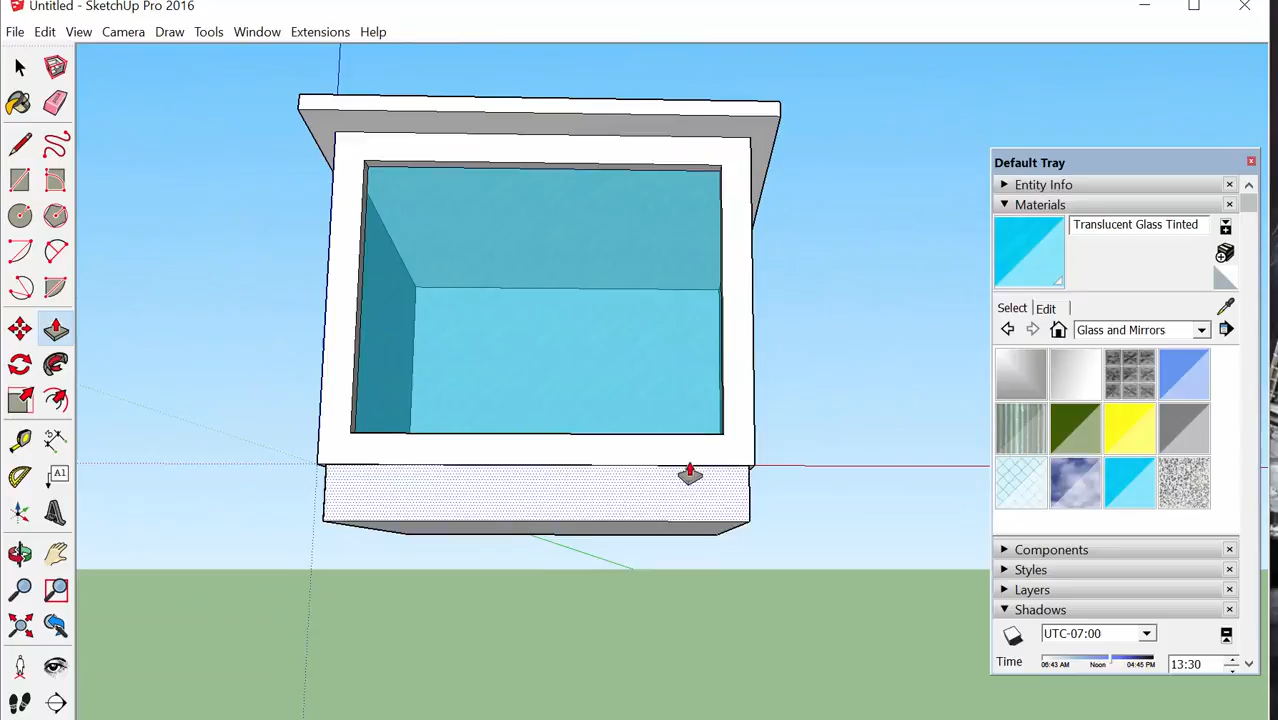 Untitled - SketchUp Pro 2016
File Edit View Camera Draw Tools Window Extensions Help
A1
Default Tray
Entity Info
Materials
Translucent Glass Tinted
Select Edit
Glass and Mirrors
Components
Styles
Layers
Shadows
UTC-07:00
Time 06:43 AM Noon 04:45 PM 13:30